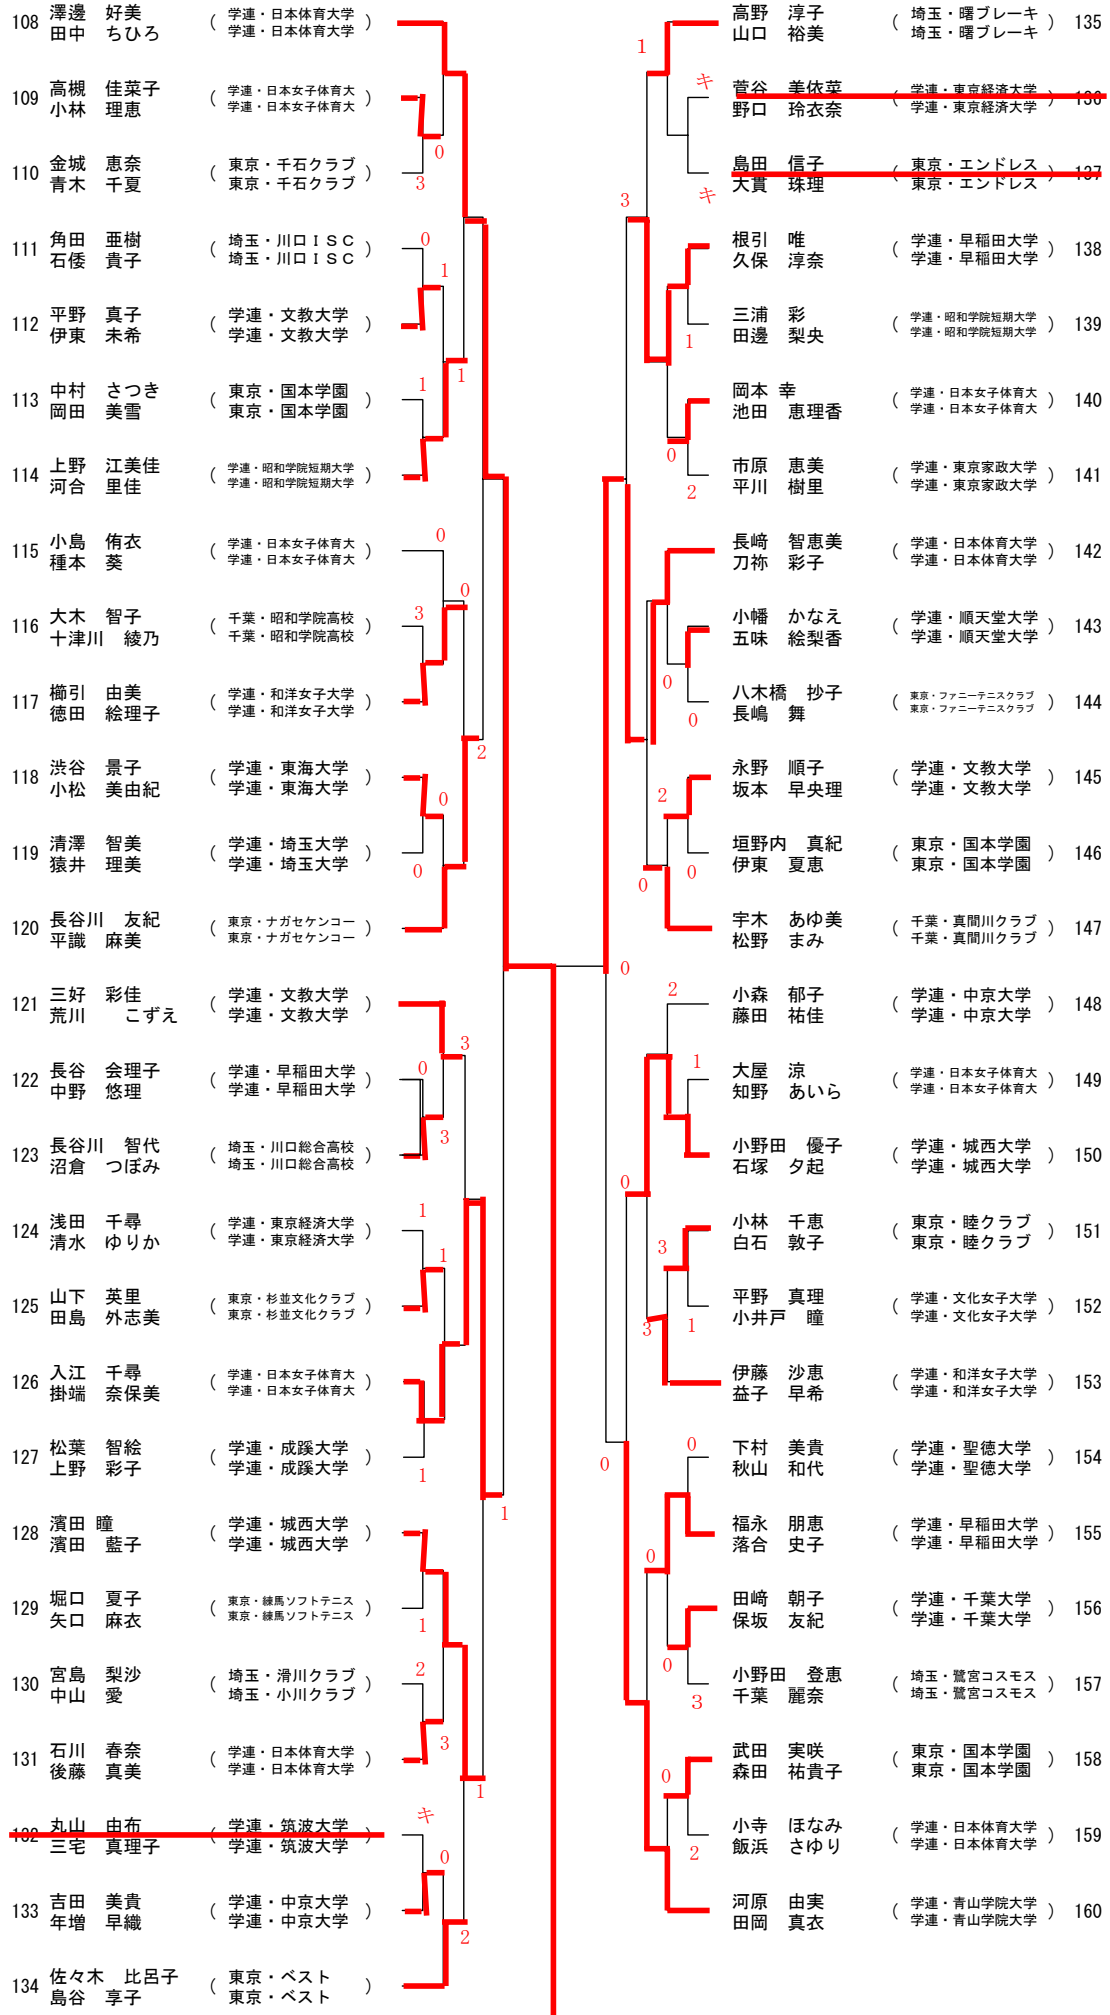 108 澤邊 好美 ( 学連・日本体育大学 )
田中 ちひろ 学連・日本体育大学
109 高槻 佳菜子 ( 学連・日本女子体育大 )
小林 理恵 学連・日本女子体育大
0
110 金城 恵奈 ( 東京・千石クラブ )
青木 千夏 東京・千石クラブ
3
111 角田 亜樹 ( 埼玉・川口ＩＳＣ )
石倭 貴子 埼玉・川口ＩＳＣ
0
1
112 平野 真子 ( 学連・文教大学 )
伊東 未希 学連・文教大学
1
113 中村 さつき ( 東京・国本学園 )
岡田 美雪 東京・国本学園
1
114 上野 江美佳 ( 学連・昭和学院短期大学 )
河合 里佳 学連・昭和学院短期大学
115 小島 侑衣 ( 学連・日本女子体育大 )
種本 葵 学連・日本女子体育大
0
0
116 大木 智子 ( 千葉・昭和学院高校 )
十津川 綾乃 千葉・昭和学院高校
3
117 櫛引 由美 ( 学連・和洋女子大学 )
徳田 絵理子 学連・和洋女子大学
2
118 渋谷 景子 ( 学連・東海大学 )
小松 美由紀 学連・東海大学
0
119 清澤 智美 ( 学連・埼玉大学 )
猿井 理美 学連・埼玉大学
0
120 長谷川 友紀 ( 東京・ナガセケンコー )
平識 麻美 東京・ナガセケンコー
121 三好 彩佳 ( 学連・文教大学 )
荒川 こずえ 学連・文教大学
3
122 長谷 会理子 ( 学連・早稲田大学 )
中野 悠理 学連・早稲田大学
0
3
123 長谷川 智代 ( 埼玉・川口総合高校 )
沼倉 つぼみ 埼玉・川口総合高校
124 浅田 千尋 ( 学連・東京経済大学 )
清水 ゆりか 学連・東京経済大学
1
1
125 山下 英里 ( 東京・杉並文化クラブ )
田島 外志美 東京・杉並文化クラブ
126 入江 千尋 ( 学連・日本女子体育大 )
掛端 奈保美 学連・日本女子体育大
127 松葉 智絵 ( 学連・成蹊大学 )
上野 彩子 学連・成蹊大学
1
1
128 濱田 瞳 ( 学連・城西大学 )
濱田 藍子 学連・城西大学
129 堀口 夏子 ( 東京・練馬ソフトテニス )
矢口 麻衣 東京・練馬ソフトテニス
1
130 宮島 梨沙 ( 埼玉・滑川クラブ )
中山 愛 埼玉・小川クラブ
2
3
131 石川 春奈 ( 学連・日本体育大学 )
後藤 真美 学連・日本体育大学
1
132 丸山 由布 ( 学連・筑波大学 )
三宅 真理子 学連・筑波大学
キ
0
133 吉田 美貴 ( 学連・中京大学 )
年増 早織 学連・中京大学
2
134 佐々木 比呂子 ( 東京・ベスト )
島谷 享子 東京・ベスト
高野 淳子 ( 埼玉・曙ブレーキ ) 135
山口 裕美 埼玉・曙ブレーキ
1
キ
菅谷 美依菜 ( 学連・東京経済大学 ) 136
野口 玲衣奈 学連・東京経済大学
島田 信子 ( 東京・エンドレス ) 137
大貫 珠理 東京・エンドレス
キ
3
根引 唯 ( 学連・早稲田大学 ) 138
久保 淳奈 学連・早稲田大学
三浦 彩 ( 学連・昭和学院短期大学 ) 139
田邊 梨央 学連・昭和学院短期大学
1
岡本 幸 ( 学連・日本女子体育大 ) 140
池田 恵理香 学連・日本女子体育大
0
市原 恵美 ( 学連・東京家政大学 ) 141
平川 樹里 学連・東京家政大学
2
長﨑 智恵美 ( 学連・日本体育大学 ) 142
刀祢 彩子 学連・日本体育大学
小幡 かなえ ( 学連・順天堂大学 ) 143
五味 絵梨香 学連・順天堂大学
0
八木橋 抄子 ( 東京・ファニーテニスクラブ ) 144
長嶋 舞 東京・ファニーテニスクラブ
0
永野 順子 ( 学連・文教大学 ) 145
坂本 早央理 学連・文教大学
2
垣野内 真紀 ( 東京・国本学園 ) 146
伊東 夏恵 東京・国本学園
0
0
宇木 あゆ美 ( 千葉・真間川クラブ ) 147
松野 まみ 千葉・真間川クラブ
0
小森 郁子 ( 学連・中京大学 ) 148
藤田 祐佳 学連・中京大学
2
大屋 涼 ( 学連・日本女子体育大 ) 149
知野 あいら 学連・日本女子体育大
1
小野田 優子 ( 学連・城西大学 ) 150
石塚 夕起 学連・城西大学
0
小林 千恵 ( 東京・睦クラブ ) 151
白石 敦子 東京・睦クラブ
3
平野 真理 ( 学連・文化女子大学 ) 152
小井戸 瞳 学連・文化女子大学
3
1
伊藤 沙恵 ( 学連・和洋女子大学 ) 153
益子 早希 学連・和洋女子大学
下村 美貴 ( 学連・聖徳大学 ) 154
秋山 和代 学連・聖徳大学
0
0
福永 朋恵 ( 学連・早稲田大学 ) 155
落合 史子 学連・早稲田大学
0
田﨑 朝子 ( 学連・千葉大学 ) 156
保坂 友紀 学連・千葉大学
0
小野田 登恵 ( 埼玉・鷺宮コスモス ) 157
千葉 麗奈 埼玉・鷺宮コスモス
3
武田 実咲 ( 東京・国本学園 ) 158
森田 祐貴子 東京・国本学園
0
小寺 ほなみ ( 学連・日本体育大学 ) 159
飯浜 さゆり 学連・日本体育大学
2
河原 由実 ( 学連・青山学院大学 ) 160
田岡 真衣 学連・青山学院大学